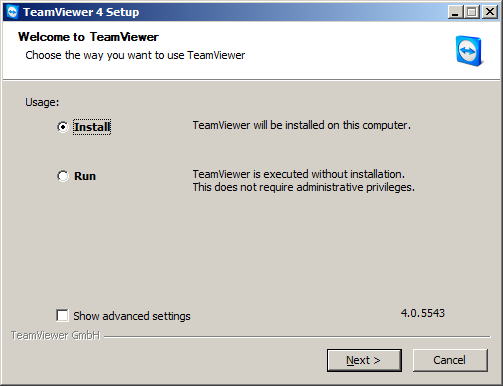 TeamViewer 4 Setup
Welcome to TeamViewer
Choose the way you want to use TeamViewer
Usage:
Install
TeamViewer will be installed on this computer.
Run
TeamViewer is executed without installation.
This does not require administrative privileges.
Show advanced settings
4.0.5543
TeamViewer GmbH
Next >
Cancel